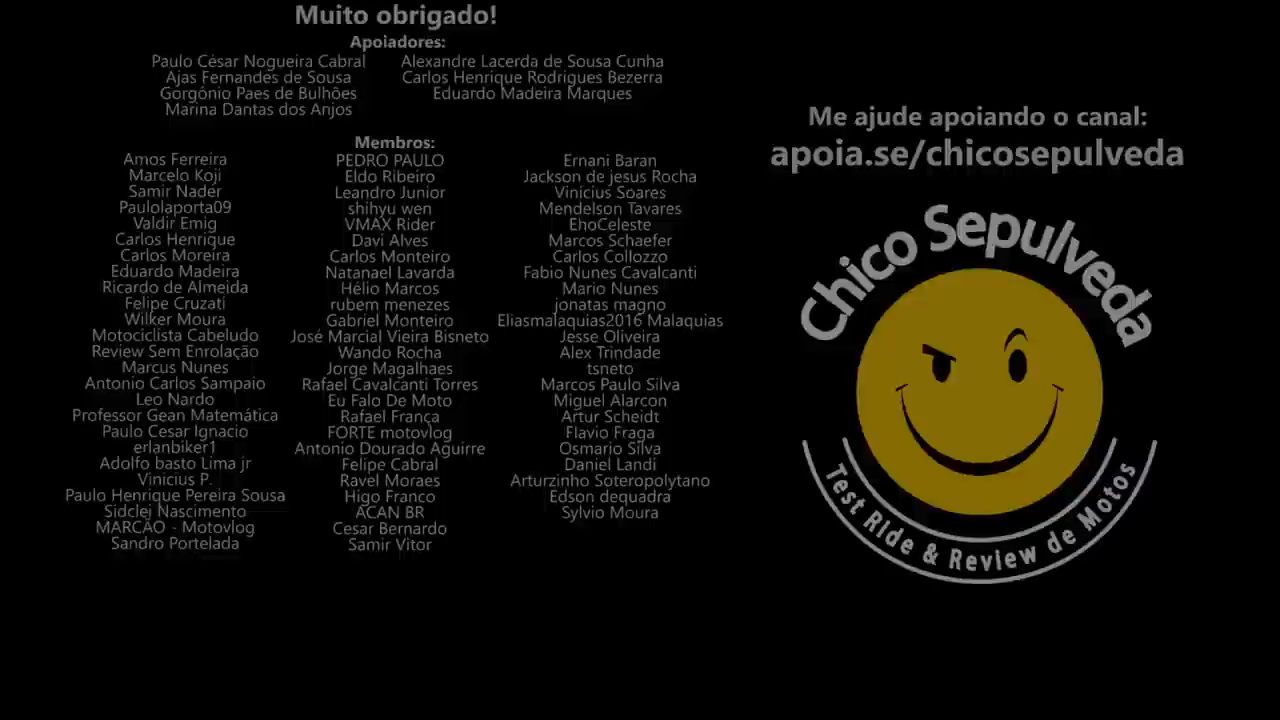 Muito obrigado!
Apoiadores:
Paulo César Nogueira Cabral
Ajas Fernandes de Sousa
Gorgônio Paes de Bulhões
Marina Dantas dos Anjos
Alexandre Lacerda de Sousa Cunha
Carlos Henrique Rodrigues Bezerra
Eduardo Madeira Marques
Membros:
Amos Ferreira
Marcelo Koji
Samir Nader
Paulolaporta09
Valdir Emig
Carlos Henrique
Carlos Moreira
Eduardo Madeira
Ricardo de Almeida
Felipe Cruzati
Wilker Moura
Motociclista Cabeludo
Review Sem Enrolação
Marcus Nunes
Antonio Carlos Sampaio
Leo Nardo
Professor Gean Matemática
Paulo Cesar Ignacio
erlanbiker1
Adolfo basto Lima jr
Vinicius P.
Paulo Henrique Pereira Sousa
Sidclei Nascimento
MARCÃO - Motovlog
Sandro Portelada
PEDRO PAULO
Eldo Ribeiro
Leandro Junior
shihyu wen
VMAX Rider
Davi Alves
Carlos Monteiro
Natanael Lavarda
Hélio Marcos
rubem menezes
Gabriel Monteiro
José Marcial Vieira Bisneto
Wando Rocha
Jorge Magalhaes
Rafael Cavalcanti Torres
Eu Falo De Moto
Rafael França
FORTE motovlog
Antonio Dourado Aguirre
Felipe Cabral
Ravel Moraes
Higo Franco
ACAN BR
Cesar Bernardo
Samir Vitor
Ernani Baran
Jackson de jesus Rocha
Vinícius Soares
Mendelson Tavares
EhoCeleste
Marcos Schaefer
Carlos Collozzo
Fabio Nunes Cavalcanti
Mario Nunes
jonatas magno
Eliasmalaquias2016 Malaquias
Jesse Oliveira
Alex Trindade
tsneto
Marcos Paulo Silva
Miguel Alarcon
Artur Scheidt
Flavio Fraga
Osmario Silva
Daniel Landi
Arturzinho Soteropolytano
Edson dequadra
Sylvio Moura
Me ajude apoiando o canal:
apoia.se/chicosepulveda
Chico Sepulveda
Test Ride & Review de Motos